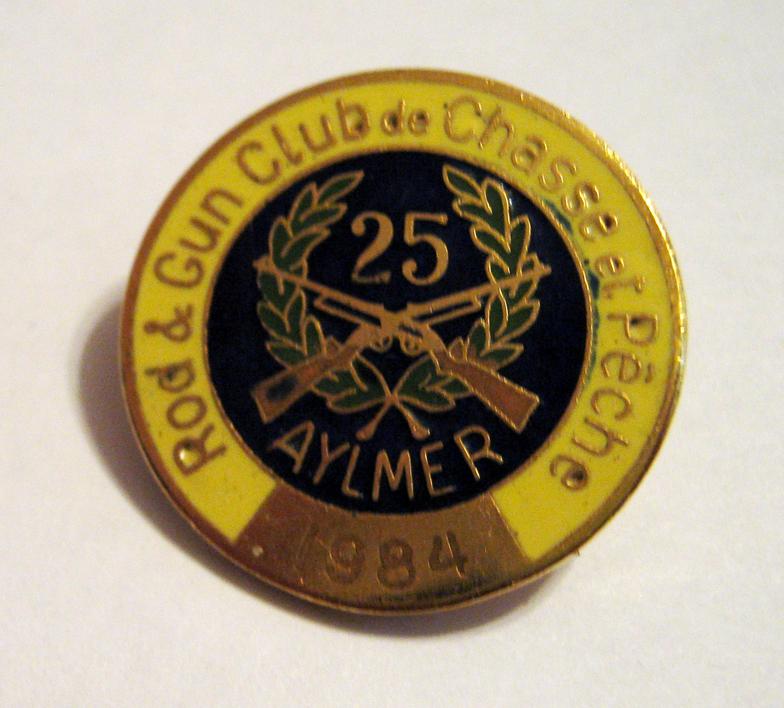 Rod & Gun Club de Chasse et Pêche
25
AYLMER
1984